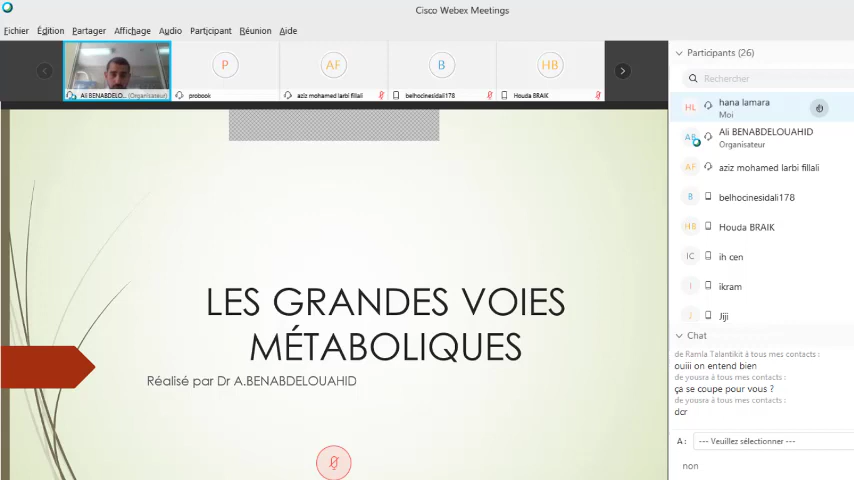 Cisco Webex Meetings
Fichier Édition Partager Affichage Audio Participant Réunion Aide
P AF B HB
Ali BENABDELO... (Organisateur) probook aziz mohamed larbi fillali belhocinesidali178 Houda BRAIK
LES GRANDES VOIES
MÉTABOLIQUES
Réalisé par Dr A.BENABDELOUAHID
Participants (26)
Rechercher
HL hana lamara
Moi
AB Ali BENABDELOUAHID
Organisateur
AF aziz mohamed larbi fillali
B belhocinesidali178
HB Houda BRAIK
IC ih cen
I ikram
J Jiji
Chat
de Ramla Talantikit à tous mes contacts :
ouiii on entend bien
de yousra à tous mes contacts :
ça se coupe pour vous ?
de yousra à tous mes contacts :
dcr
A : --- Veuillez sélectionner ---
non